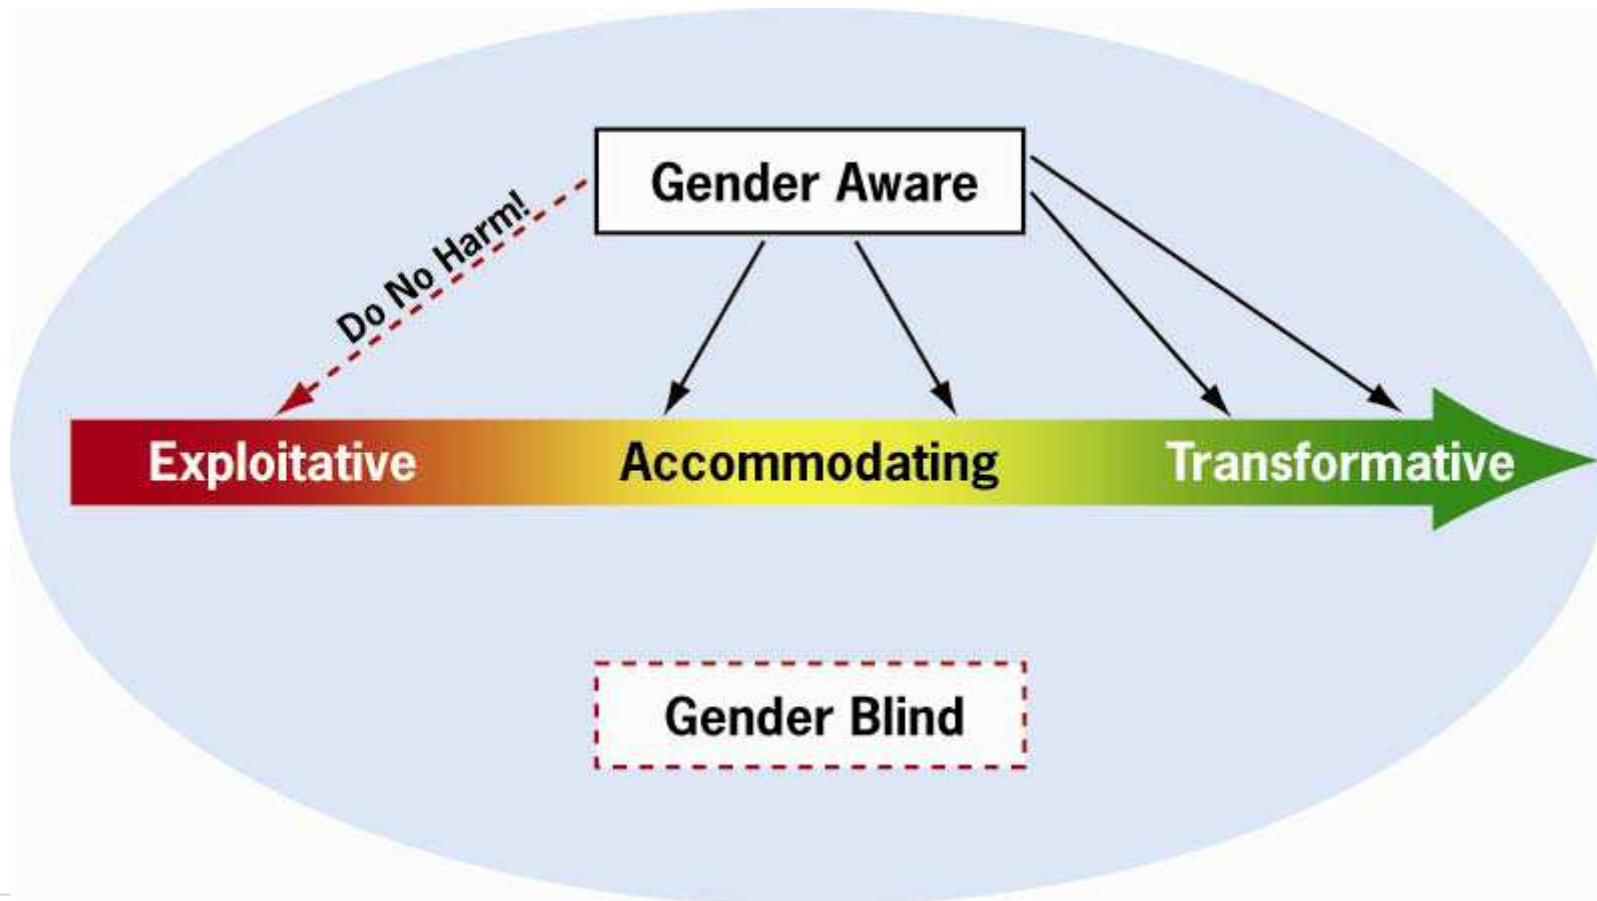 Gender Aware
Do No Harm!
Exploitative
Accommodating
Transformative
Gender Blind